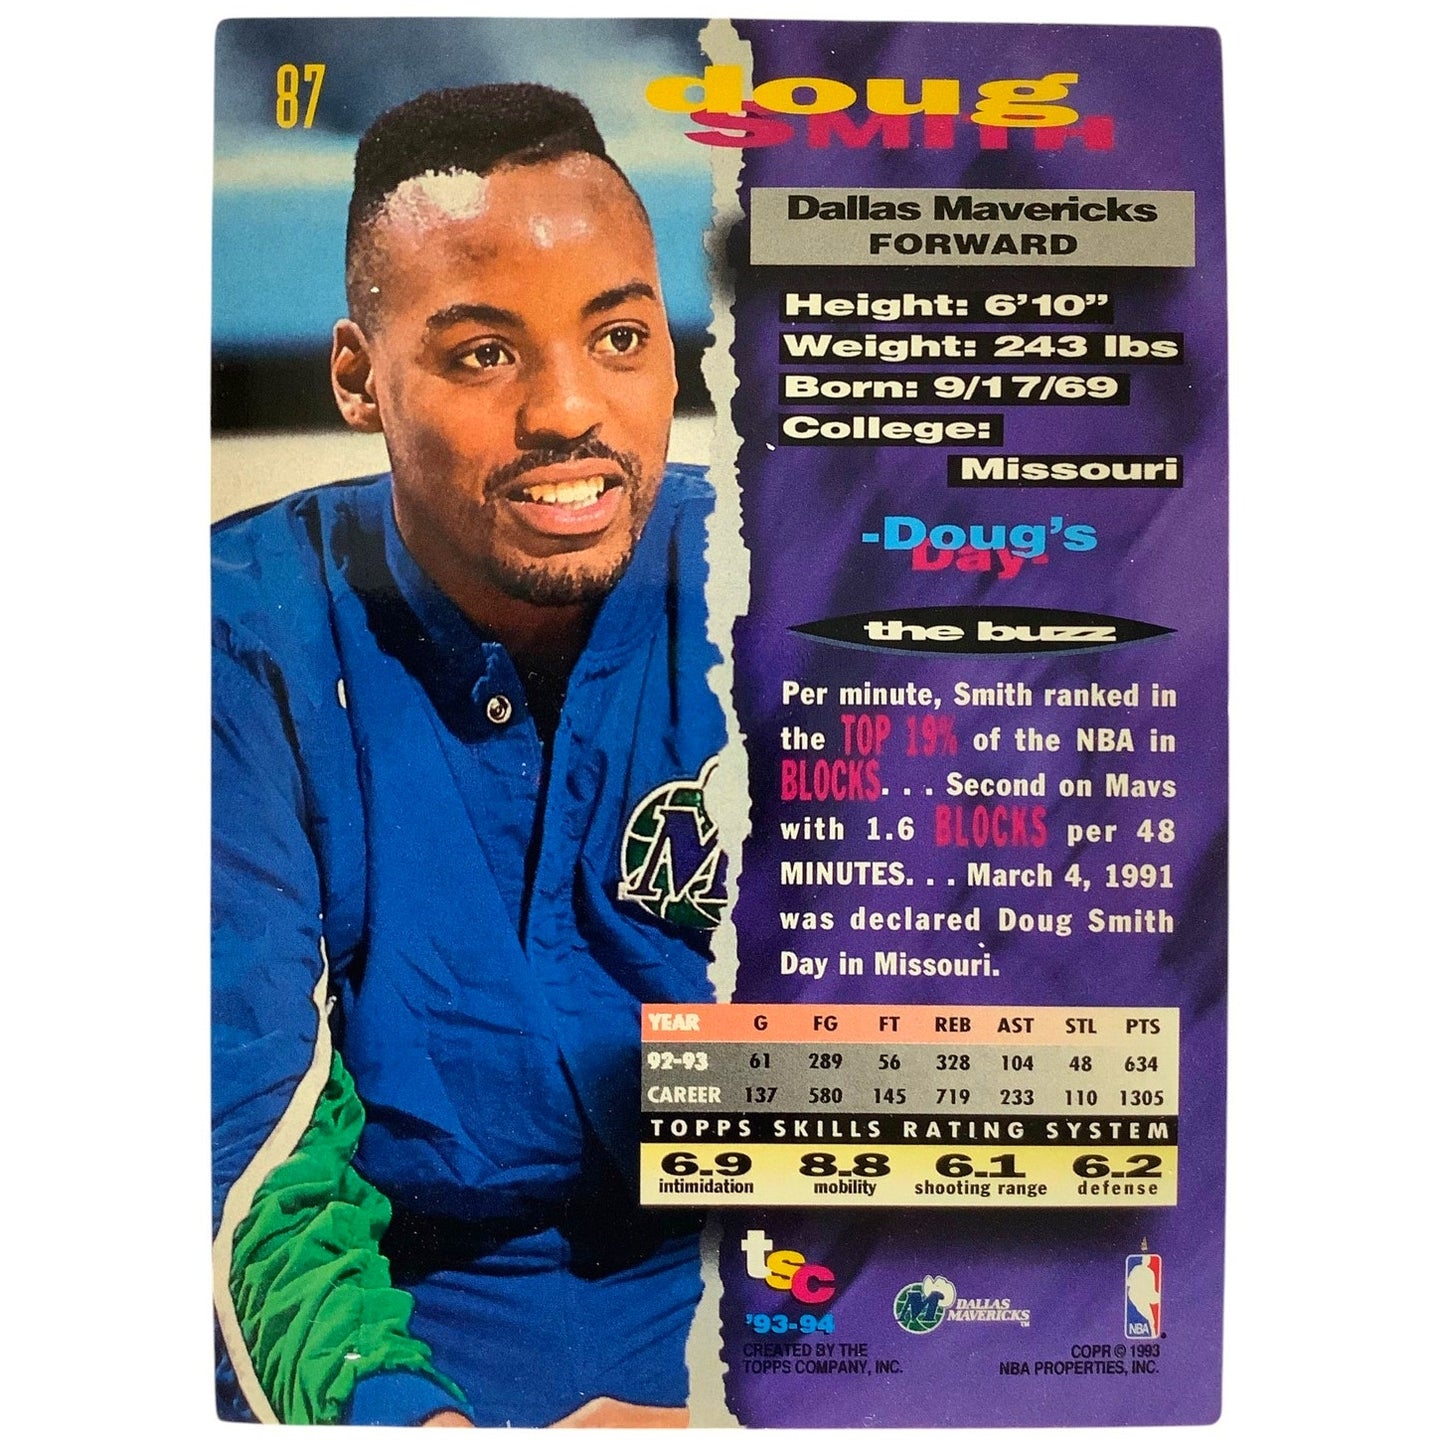 87
doug
SMITH
Dallas Mavericks
FORWARD
Height: 6'10"
Weight: 243 lbs
Born: 9/17/69
College:
Missouri
-Doug's
Day-
the buzz
Per minute, Smith ranked in
the TOP 19% of the NBA in
BLOCKS. . . Second on Mavs
with 1.6 BLOCKS per 48
MINUTES. . . March 4, 1991
was declared Doug Smith
Day in Missouri.
YEAR G FG FT REB AST STL PTS
92-93 61 289 56 328 104 48 634
CAREER 137 580 145 719 233 110 1305
TOPPS SKILLS RATING SYSTEM
6.9 8.8 6.1 6.2
intimidation mobility shooting range defense
tsc
'93-94
CREATED BY THE
TOPPS COMPANY, INC.
M DALLAS
MAVERICKS™
NBA
COPR © 1993
NBA PROPERTIES, INC.
M